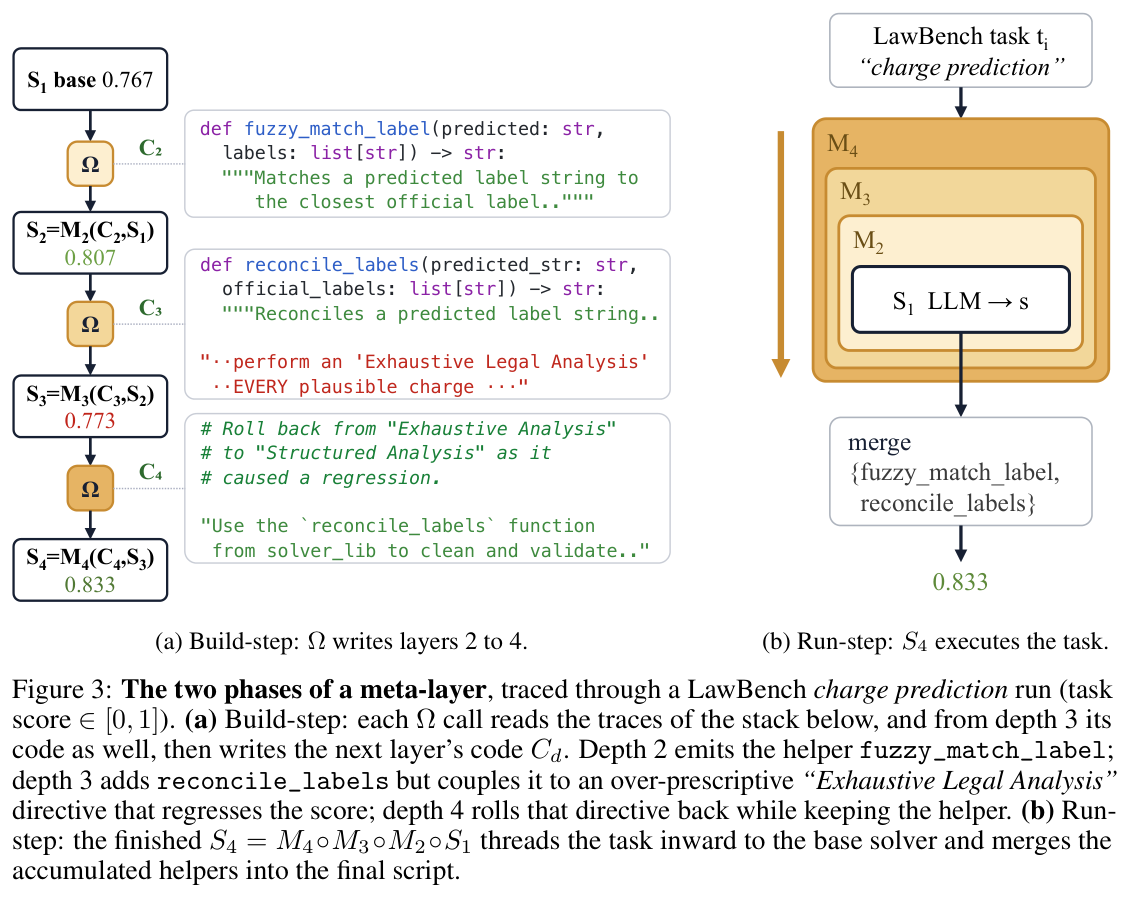 S₁ base 0.767
Ω
C₂
def fuzzy_match_label(predicted: str,
labels: list[str]) -> str:
"""Matches a predicted label string to
the closest official label.."""
S₂=M₂(C₂,S₁)
0.807
Ω
C₃
def reconcile_labels(predicted_str: str,
official_labels: list[str]) -> str:
"""Reconciles a predicted label string..
"··perform an 'Exhaustive Legal Analysis'
··EVERY plausible charge ···"
S₃=M₃(C₃,S₂)
0.773
Ω
C₄
# Roll back from "Exhaustive Analysis"
# to "Structured Analysis" as it
# caused a regression.
"Use the `reconcile_labels` function
from solver_lib to clean and validate.."
S₄=M₄(C₄,S₃)
0.833
(a) Build-step: Ω writes layers 2 to 4.
LawBench task tᵢ
“charge prediction”
M₄
M₃
M₂
S₁ LLM → s
merge
{fuzzy_match_label,
reconcile_labels}
0.833
(b) Run-step: S₄ executes the task.
Figure 3: The two phases of a meta-layer, traced through a LawBench charge prediction run (task
score ∈ [0, 1]). (a) Build-step: each Ω call reads the traces of the stack below, and from depth 3 its
code as well, then writes the next layer’s code C_d. Depth 2 emits the helper fuzzy_match_label;
depth 3 adds reconcile_labels but couples it to an over-prescriptive “Exhaustive Legal Analysis”
directive that regresses the score; depth 4 rolls that directive back while keeping the helper. (b) Run-
step: the finished S₄ = M₄∘M₃∘M₂∘S₁ threads the task inward to the base solver and merges the
accumulated helpers into the final script.